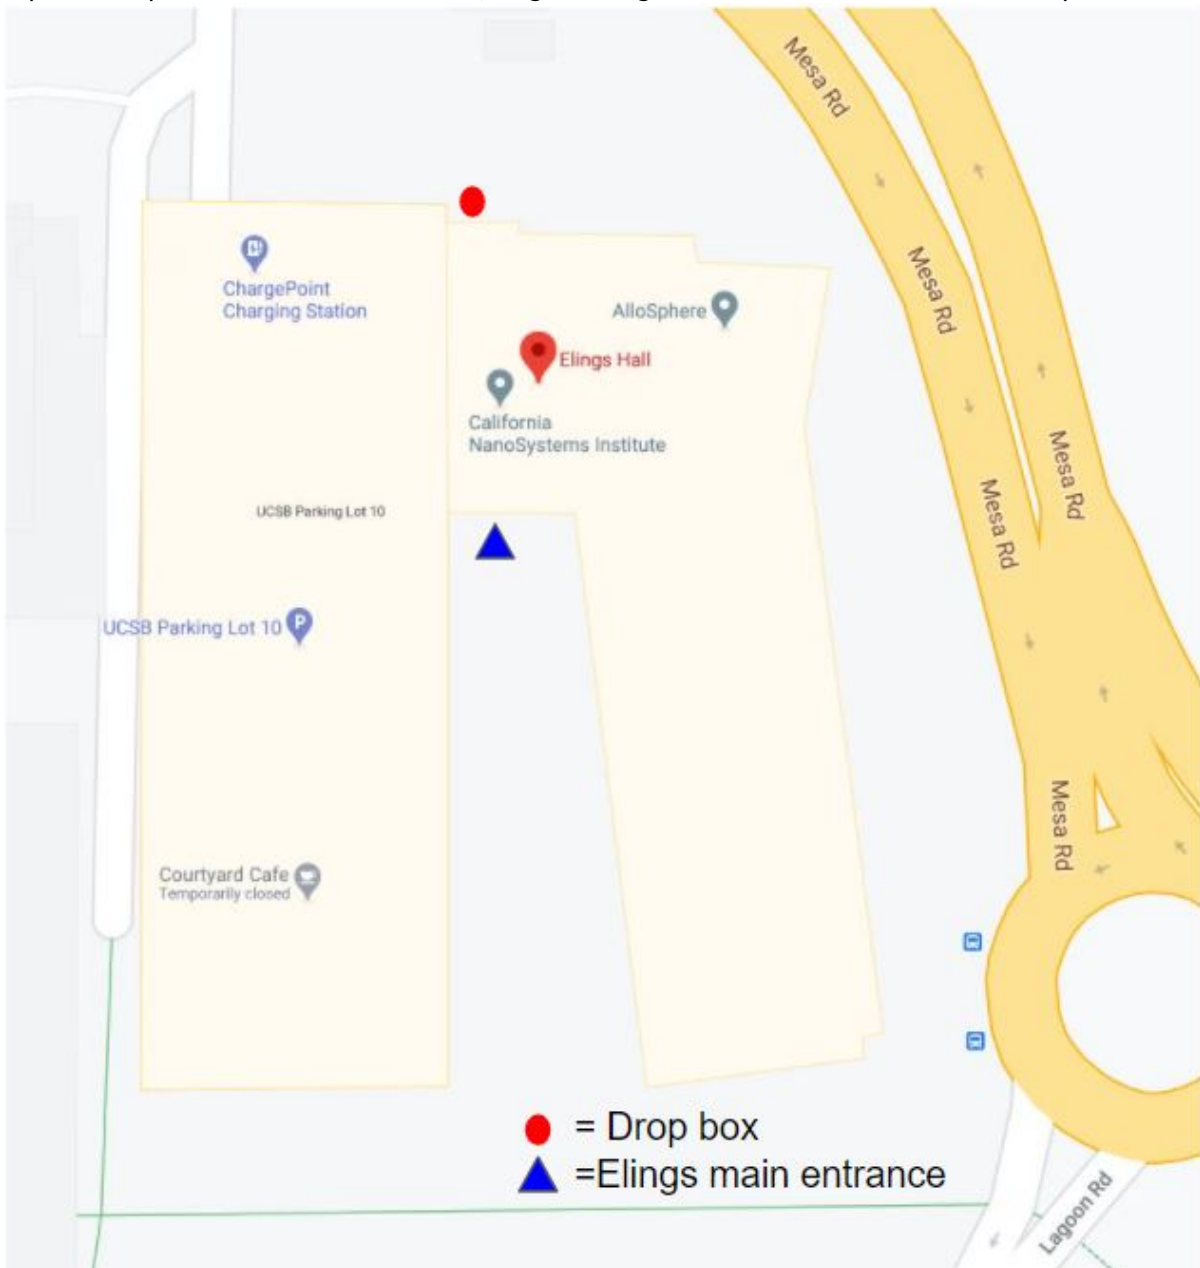 Mesa Rd
ChargePoint
Charging Station
AlloSphere
Mesa Rd
Elings Hall
California
NanoSystems Institute
Mesa Rd
Mesa Rd
UCSB Parking Lot 10
UCSB Parking Lot 10
P
Mesa Rd
Courtyard Cafe
Temporarily closed
= Drop box
=Elings main entrance
Lagoon Rd